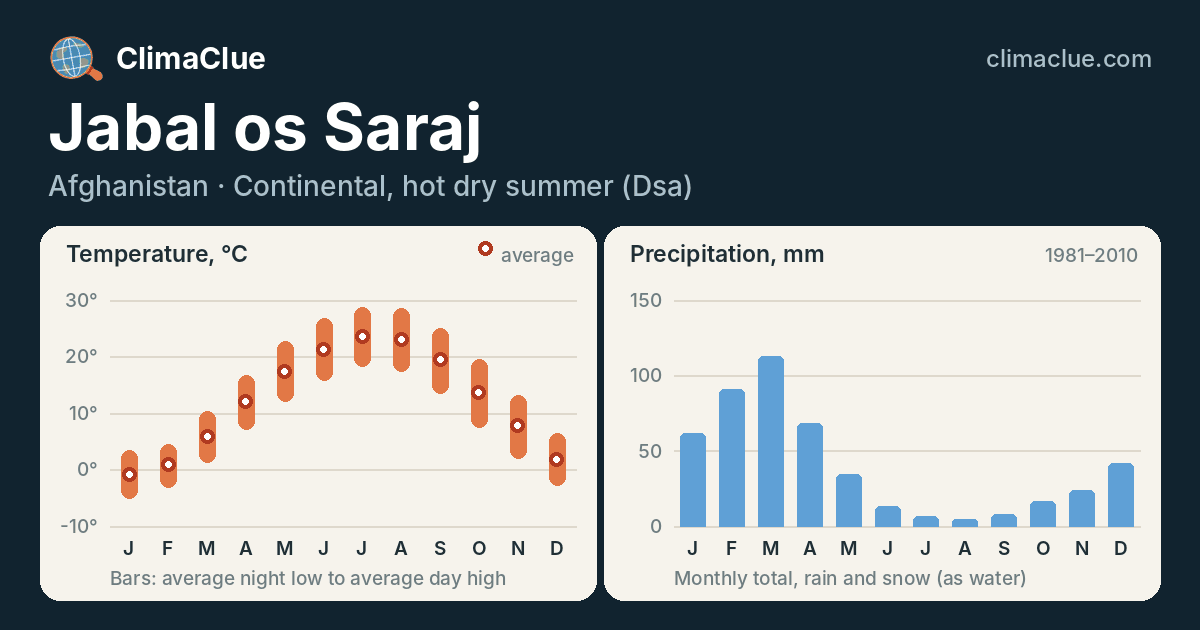 ClimaClue
climaclue.com
Jabal os Saraj
Afghanistan · Continental, hot dry summer (Dsa)
Temperature, °C
average
30°
20°
10°
0°
-10°
J F M A M J J A S O N D
Bars: average night low to average day high
Precipitation, mm
1981–2010
150
100
50
0
J F M A M J J A S O N D
Monthly total, rain and snow (as water)